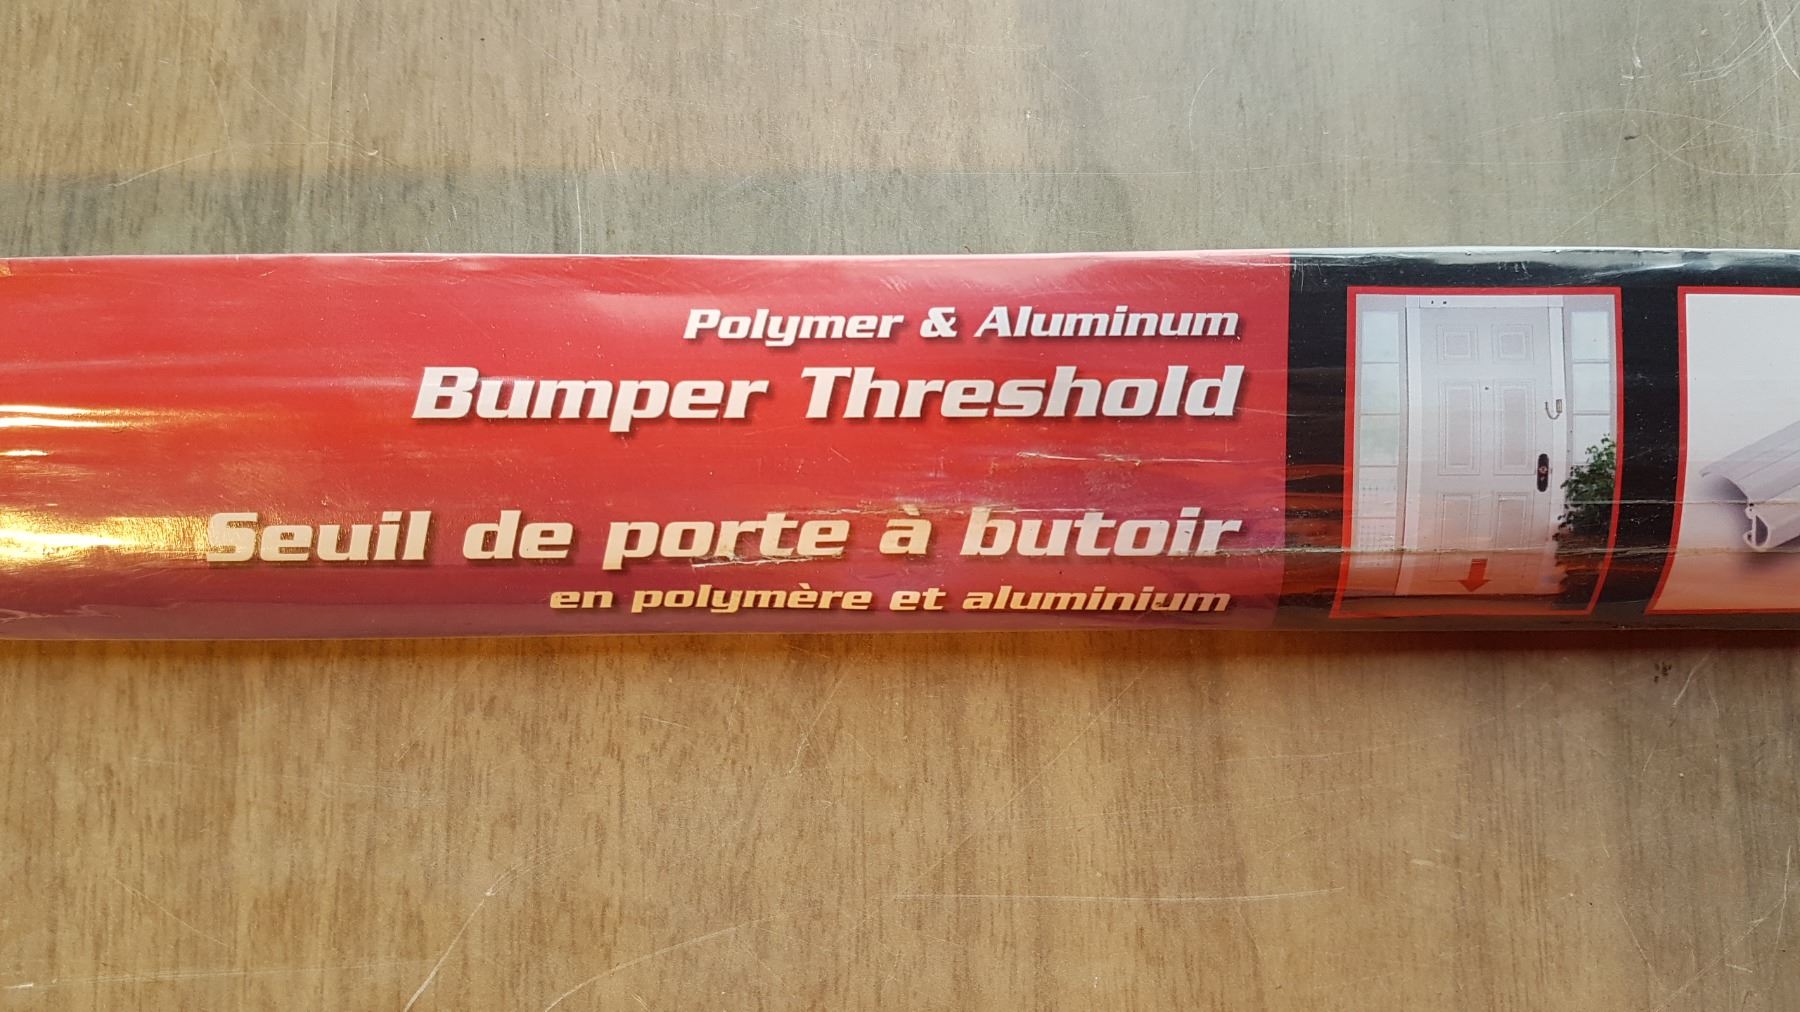 Polymer & Aluminum
Bumper Threshold
Seuil de porte à butoir
en polymère et aluminium